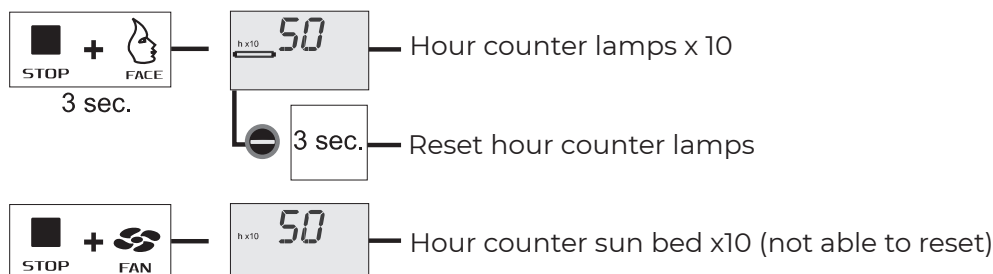 STOP + FACE h x10 50 Hour counter lamps x 10
3 sec.
3 sec. Reset hour counter lamps
STOP + FAN h x10 50 Hour counter sun bed x10 (not able to reset)